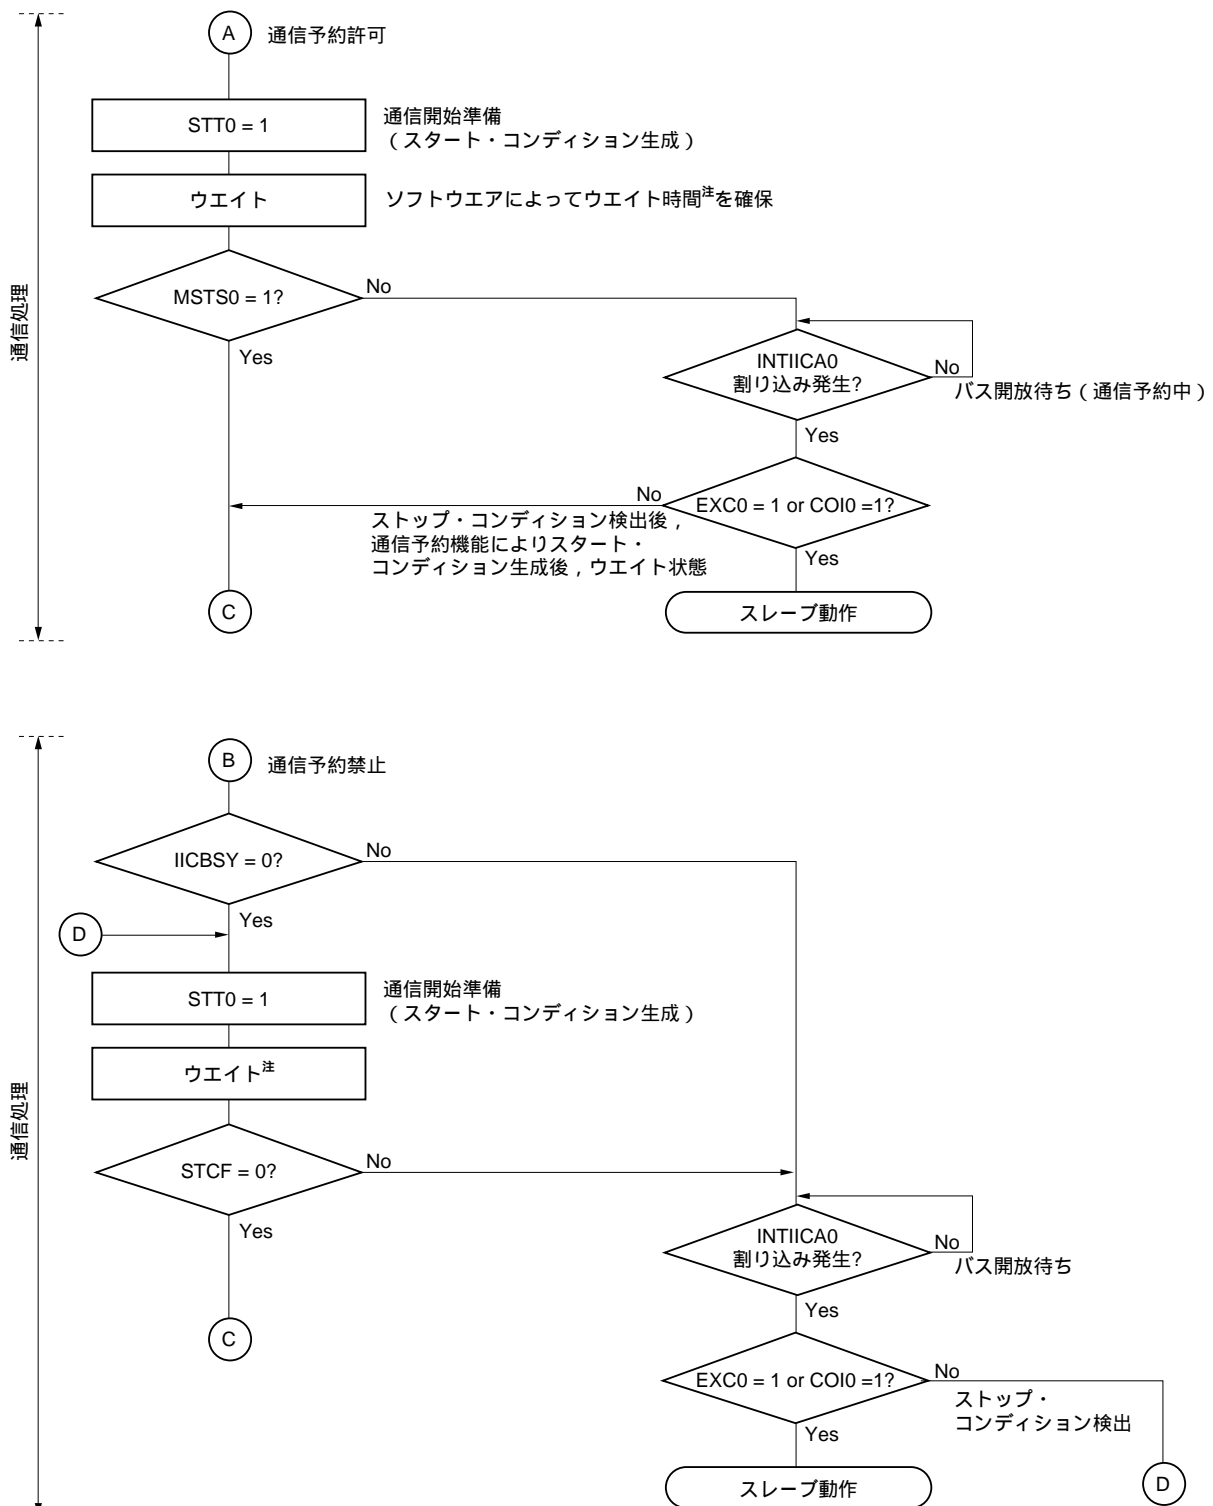 A 通信予約許可
STT0 = 1
通信開始準備
（スタート・コンディション生成）
ウエイト
ソフトウエアによってウエイト時間注を確保
MSTS0 = 1?
No
Yes
INTIICA0
割り込み発生?
No
バス開放待ち（通信予約中）
Yes
EXC0 = 1 or COI0 =1?
No
ストップ・コンディション検出後，
通信予約機能によりスタート・
コンディション生成後，ウエイト状態
Yes
C
スレーブ動作
通信処理
B 通信予約禁止
IICBSY = 0?
No
Yes
D
STT0 = 1
通信開始準備
（スタート・コンディション生成）
ウエイト注
STCF = 0?
No
Yes
INTIICA0
割り込み発生?
No
バス開放待ち
Yes
C
EXC0 = 1 or COI0 =1?
No
ストップ・
コンディション検出
Yes
スレーブ動作
D
通信処理